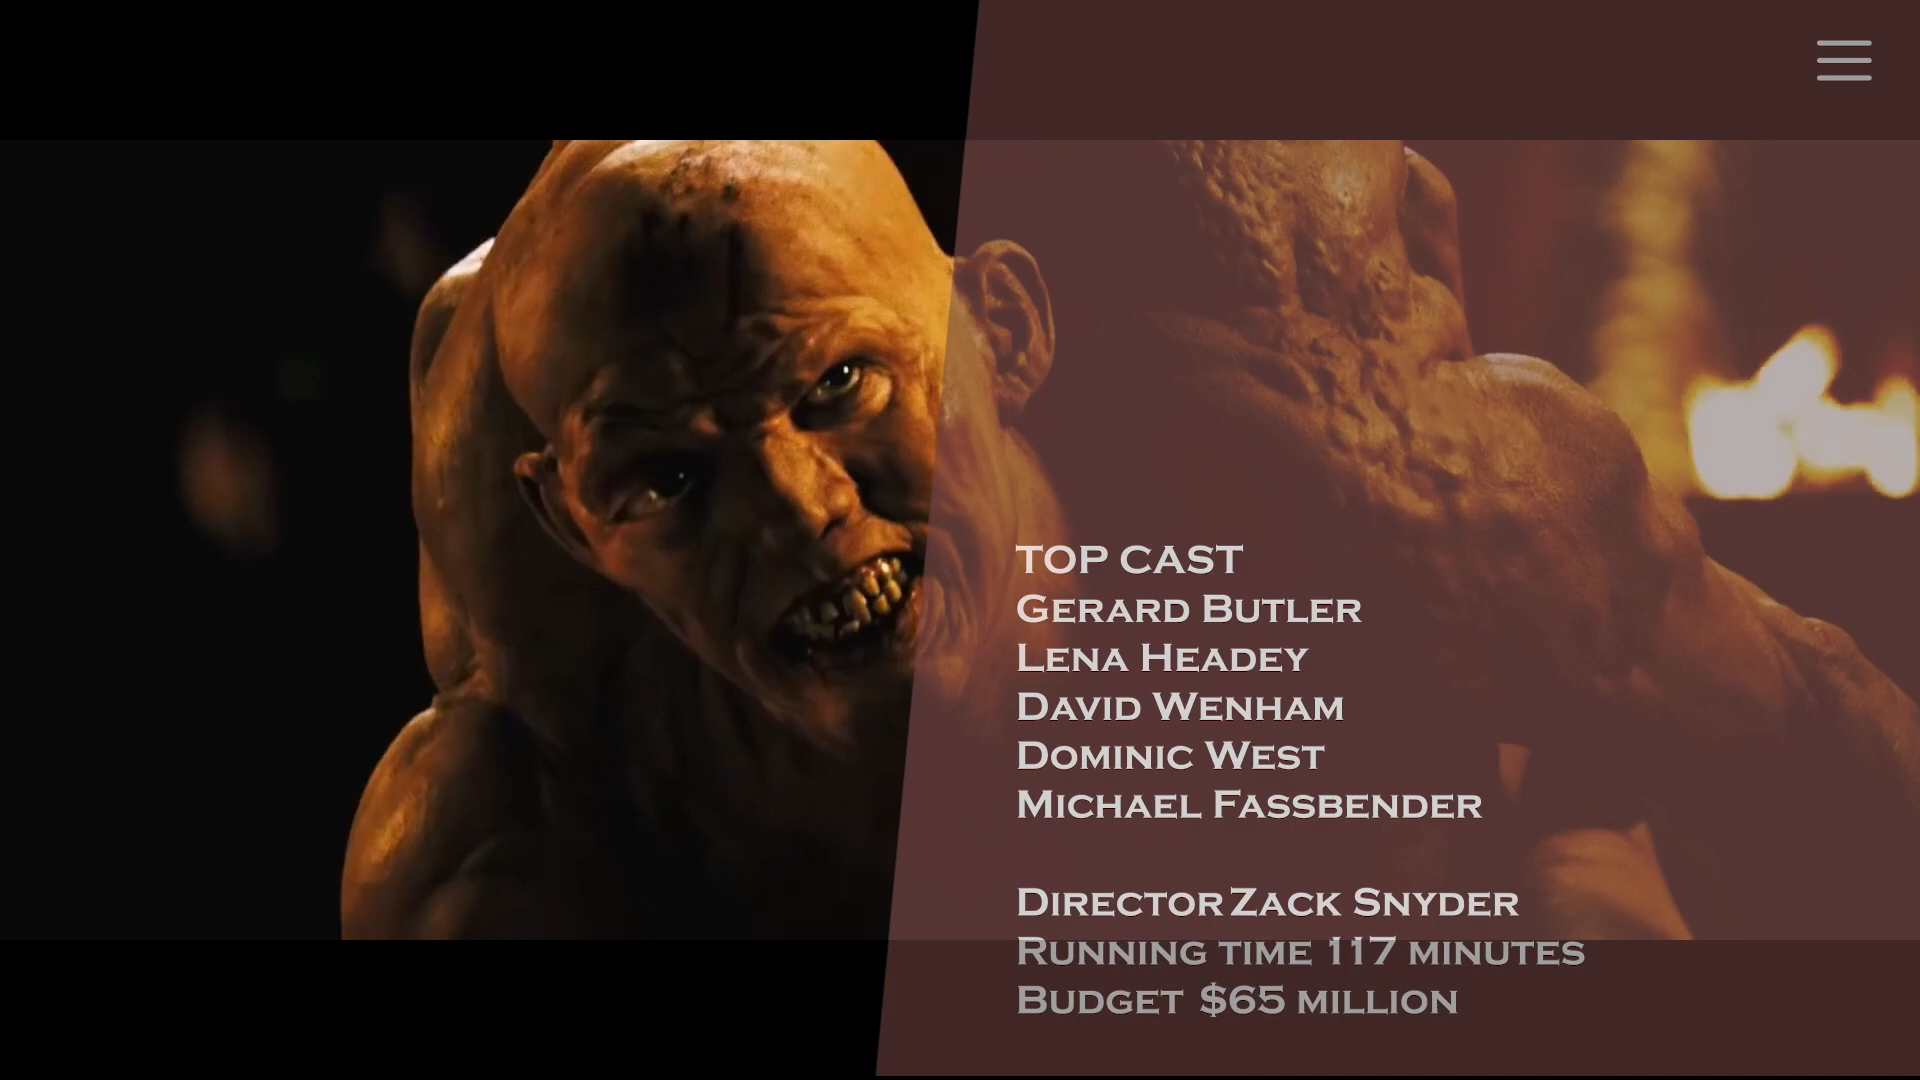 TOP CAST
GERARD BUTLER
LENA HEADEY
DAVID WENHAM
DOMINIC WEST
MICHAEL FASSBENDER
DIRECTOR ZACK SNYDER
RUNNING TIME 117 MINUTES
BUDGET $65 MILLION